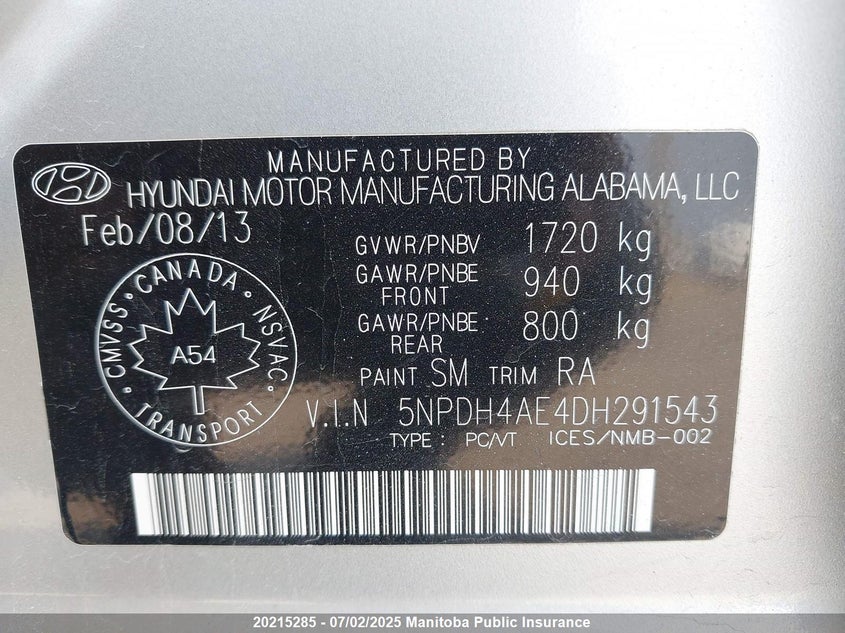 MANUFACTURED BY
HYUNDAI MOTOR MANUFACTURING ALABAMA, LLC
Feb/08/13
GVWR/PNBV 1720 kg
GAWR/PNBE FRONT 940 kg
GAWR/PNBE REAR 800 kg
CANADA
CMVSS · NSVAC
A54
TRANSPORT
PAINT SM TRIM RA
V.I.N 5NPDH4AE4DH291543
TYPE : PC/VT ICES/NMB-002
20215285 - 07/02/2025 Manitoba Public Insurance